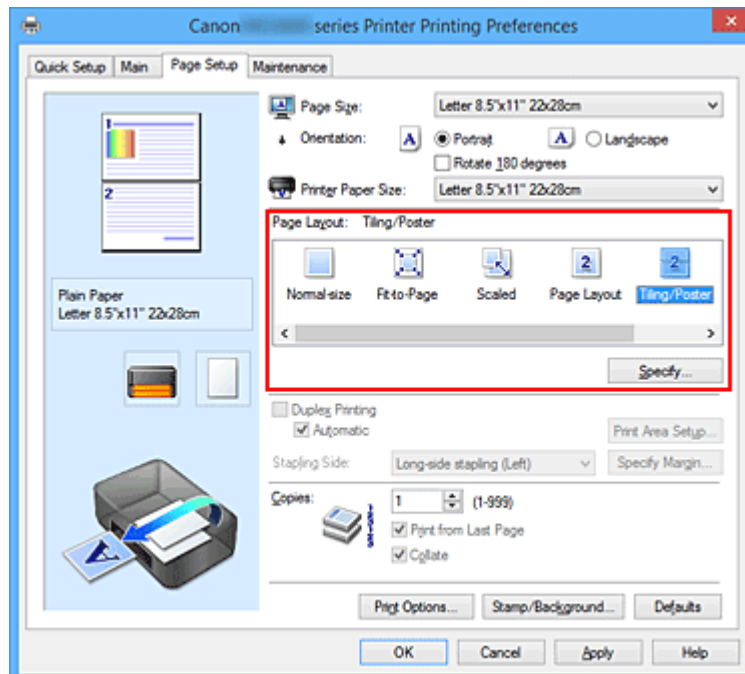 Canon series Printer Printing Preferences
Quick Setup Main Page Setup Maintenance
Page Size: Letter 8.5"x11" 22x28cm
Orientation: A Portrait A Landscape
Rotate 180 degrees
Printer Paper Size: Letter 8.5"x11" 22x28cm
Page Layout: Tiling/Poster
2 2
Normal-size Fit-to-Page Scaled Page Layout Tiling/Poster
Specify...
1
2
Plain Paper
Letter 8.5"x11" 22x28cm
Duplex Printing
Automatic
Print Area Setup...
Stapling Side: Long-side stapling (Left) Specify Margin...
Copies: 1 (1-999)
Print from Last Page
Collate
A
Print Options... Stamp/Background... Defaults
OK Cancel Apply Help